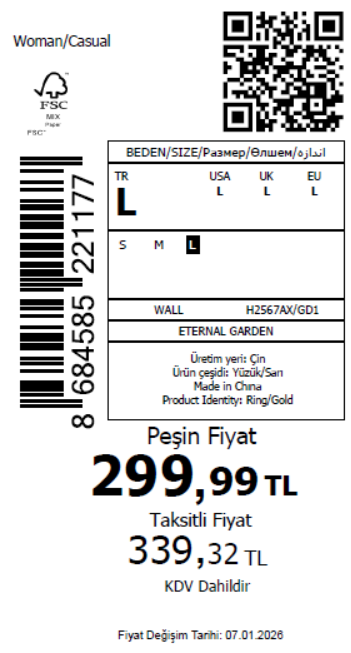 Woman/Casual
FSC
MIX
Paper
FSC™
8 684585 221177
BEDEN/SIZE/Размер/Өлшем/اندازه
TR USA UK EU
L L L L
S M L
WALL H2567AX/GD1
ETERNAL GARDEN
Üretim yeri: Çin
Ürün çeşidi: Yüzük/Sarı
Made in China
Product Identity: Ring/Gold
Peşin Fiyat
299,99 TL
Taksitli Fiyat
339,32 TL
KDV Dahildir
Fiyat Değişim Tarihi: 07.01.2026